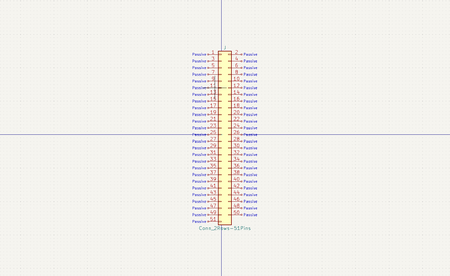 J
Passive 1 2 Passive
Passive 3 4 Passive
Passive 5 6 Passive
Passive 7 8 Passive
Passive 9 10 Passive
Passive 11 12 Passive
Passive 13 14 Passive
Passive 15 16 Passive
Passive 17 18 Passive
Passive 19 20 Passive
Passive 21 22 Passive
Passive 23 24 Passive
Passive 25 26 Passive
Passive 27 28 Passive
Passive 29 30 Passive
Passive 31 32 Passive
Passive 33 34 Passive
Passive 35 36 Passive
Passive 37 38 Passive
Passive 39 40 Passive
Passive 41 42 Passive
Passive 43 44 Passive
Passive 45 46 Passive
Passive 47 48 Passive
Passive 49 50 Passive
Passive 51
Conn_2Rows-51Pins